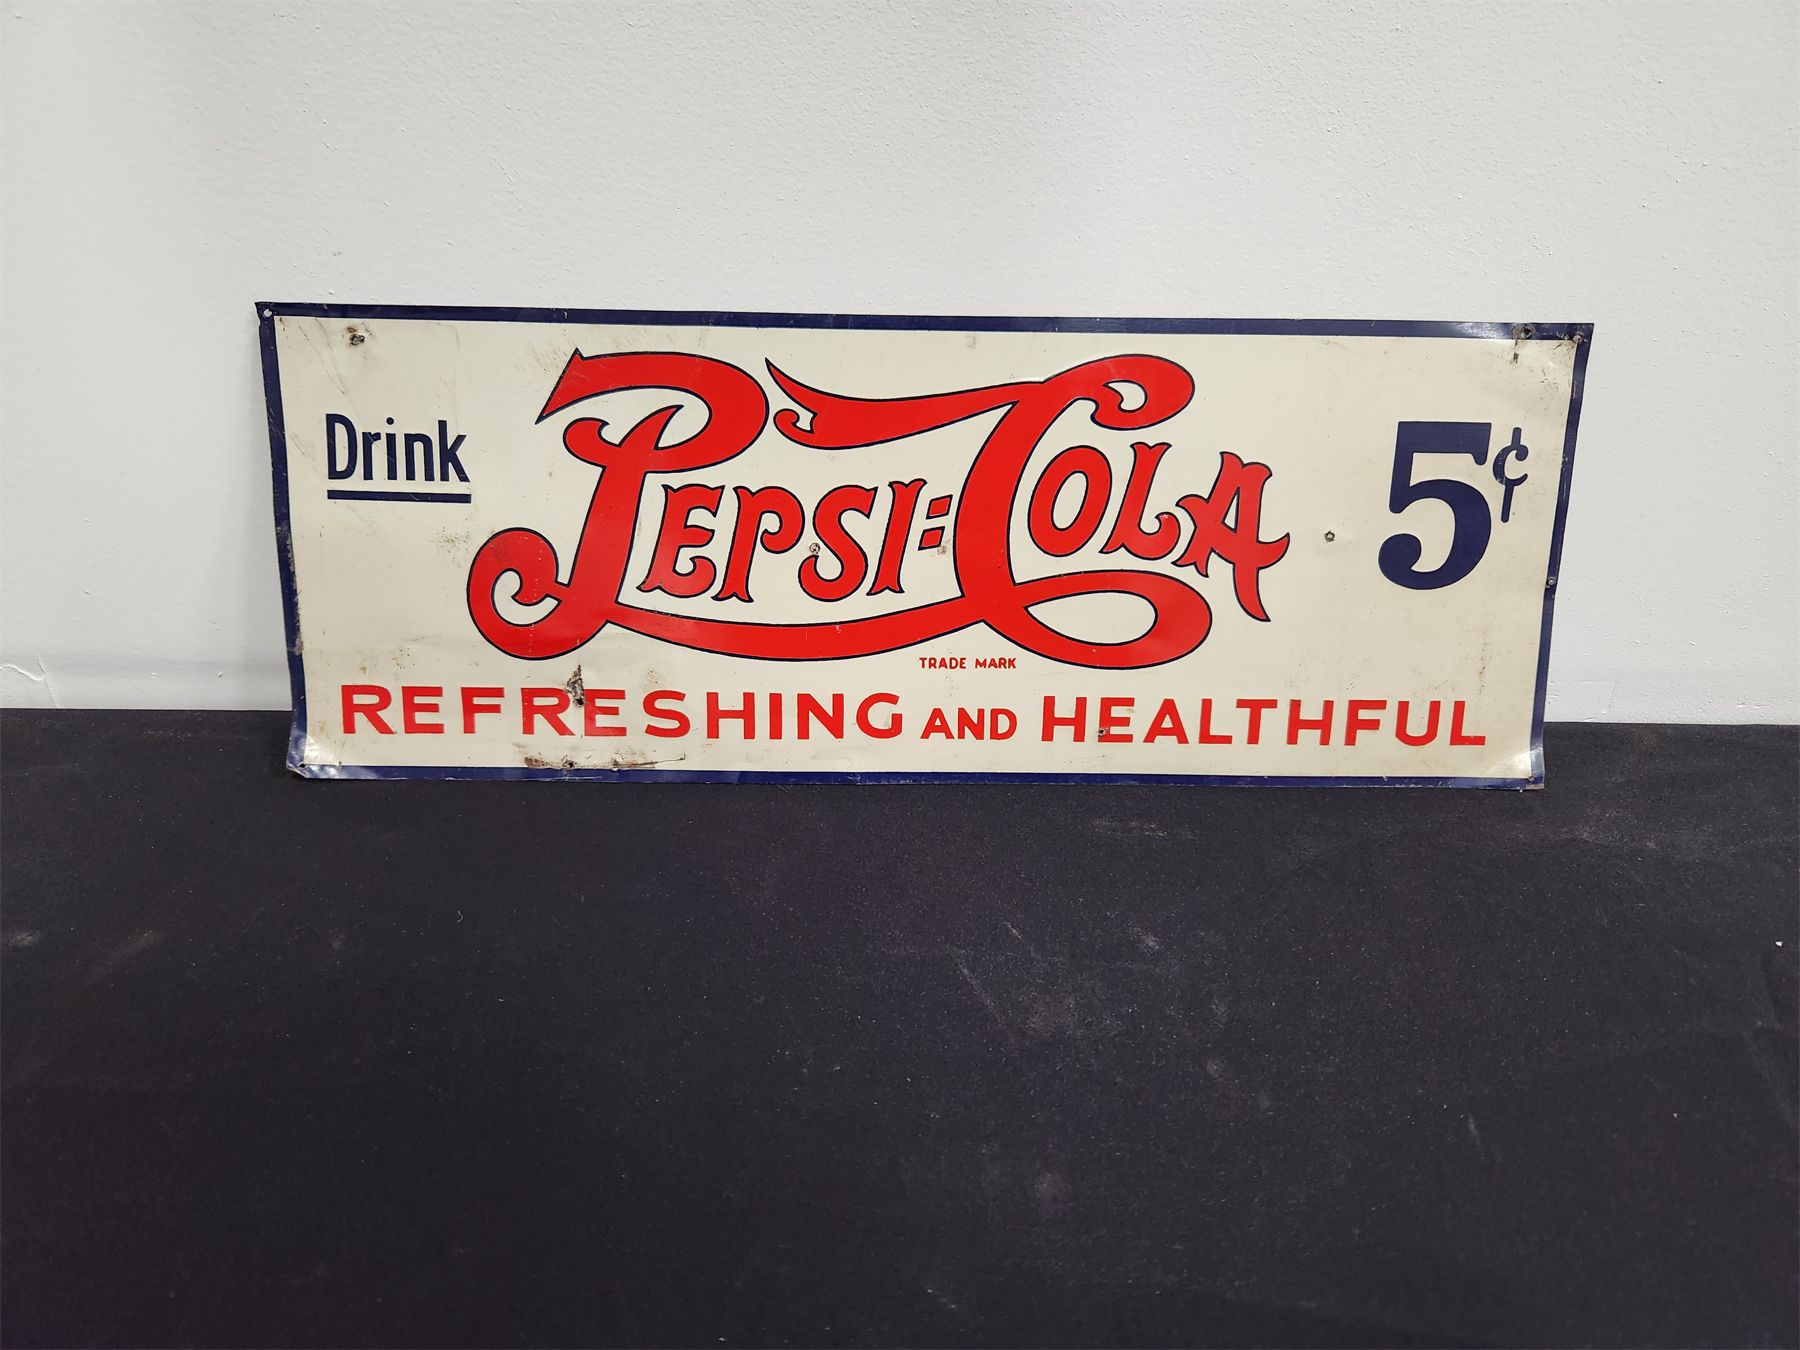 Drink
PEPSI=COLA
5¢
TRADE MARK
REFRESHING AND HEALTHFUL